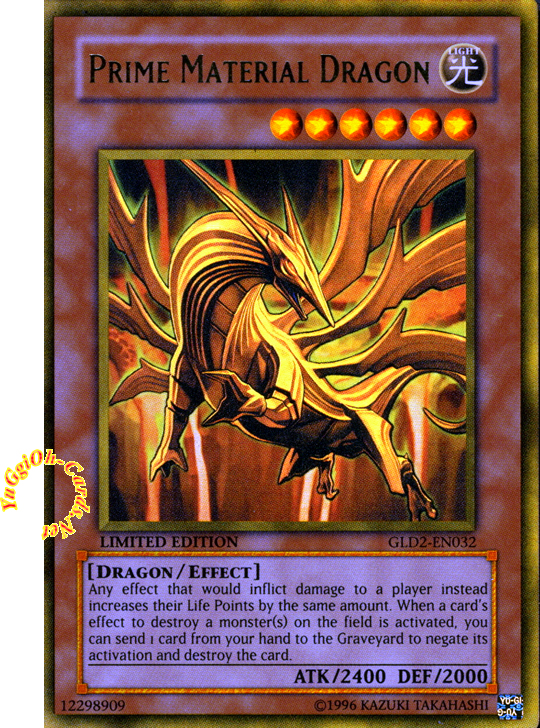 PRIME MATERIAL DRAGON
LIGHT
光
LIMITED EDITION
GLD2-EN032
[DRAGON/EFFECT]
Any effect that would inflict damage to a player instead
increases their Life Points by the same amount. When a card's
effect to destroy a monster(s) on the field is activated, you
can send 1 card from your hand to the Graveyard to negate its
activation and destroy the card.
ATK/2400 DEF/2000
12298909
©1996 KAZUKI TAKAHASHI
YuGgiOh-Cards.Net